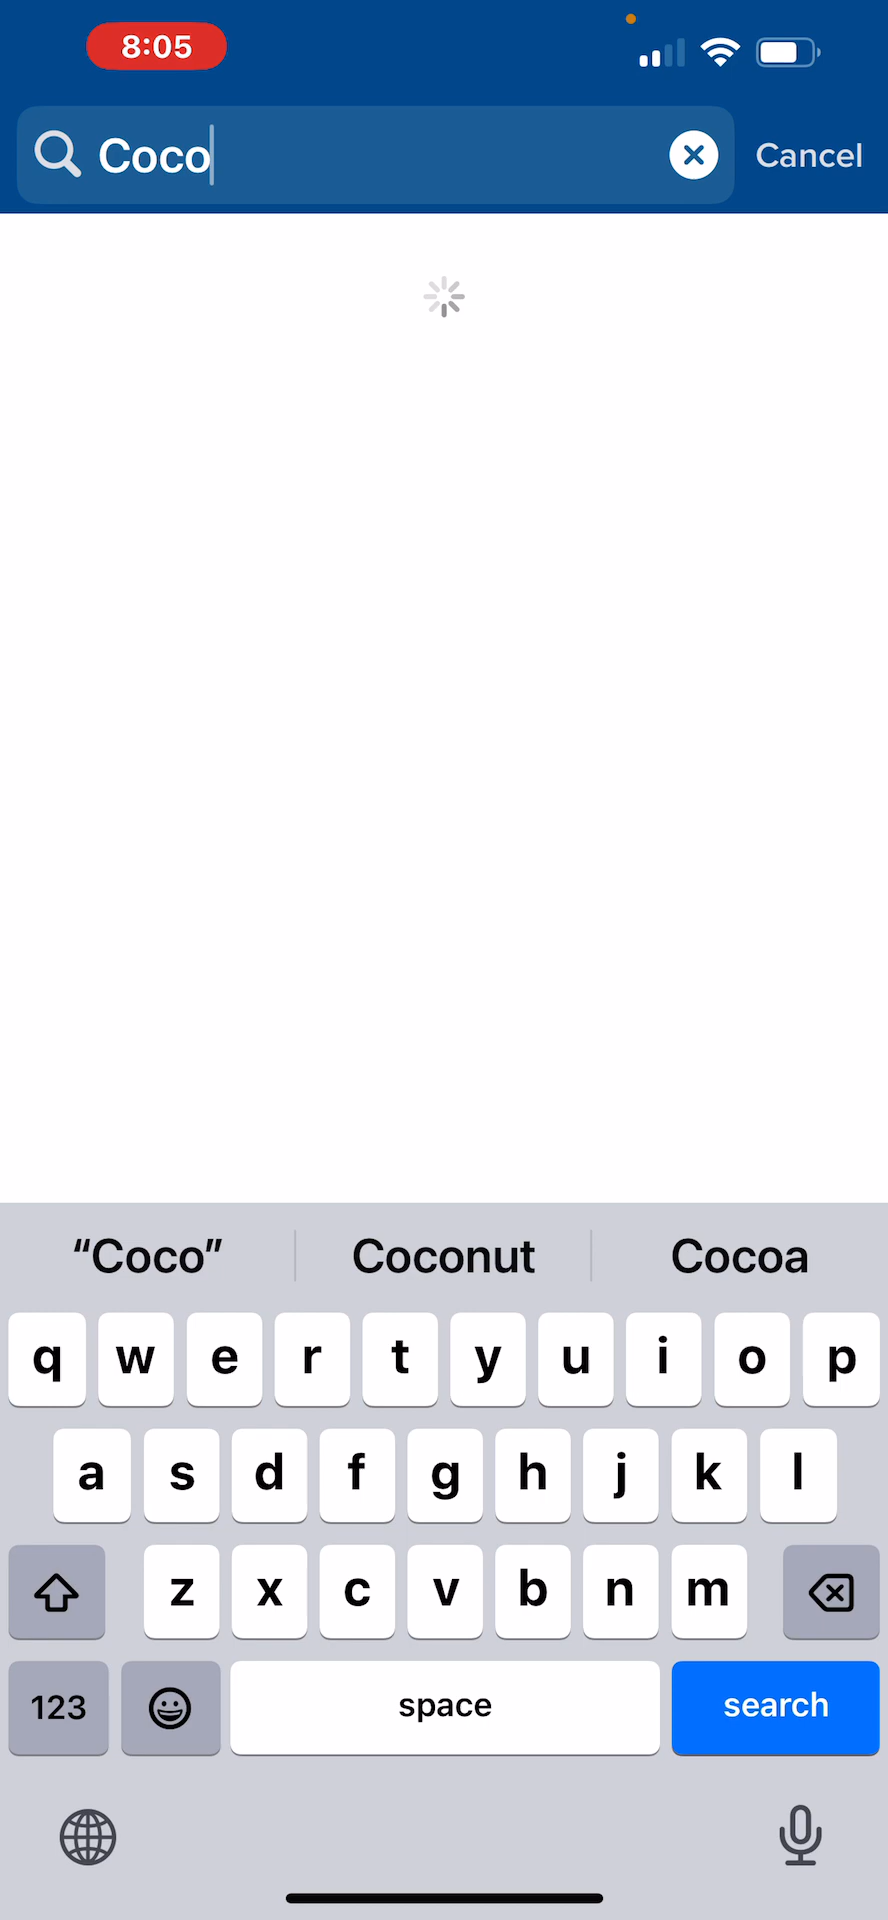 8:05
Coco
Cancel
“Coco” Coconut Cocoa
q w e r t y u i o p
a s d f g h j k l
z x c v b n m
123 space search